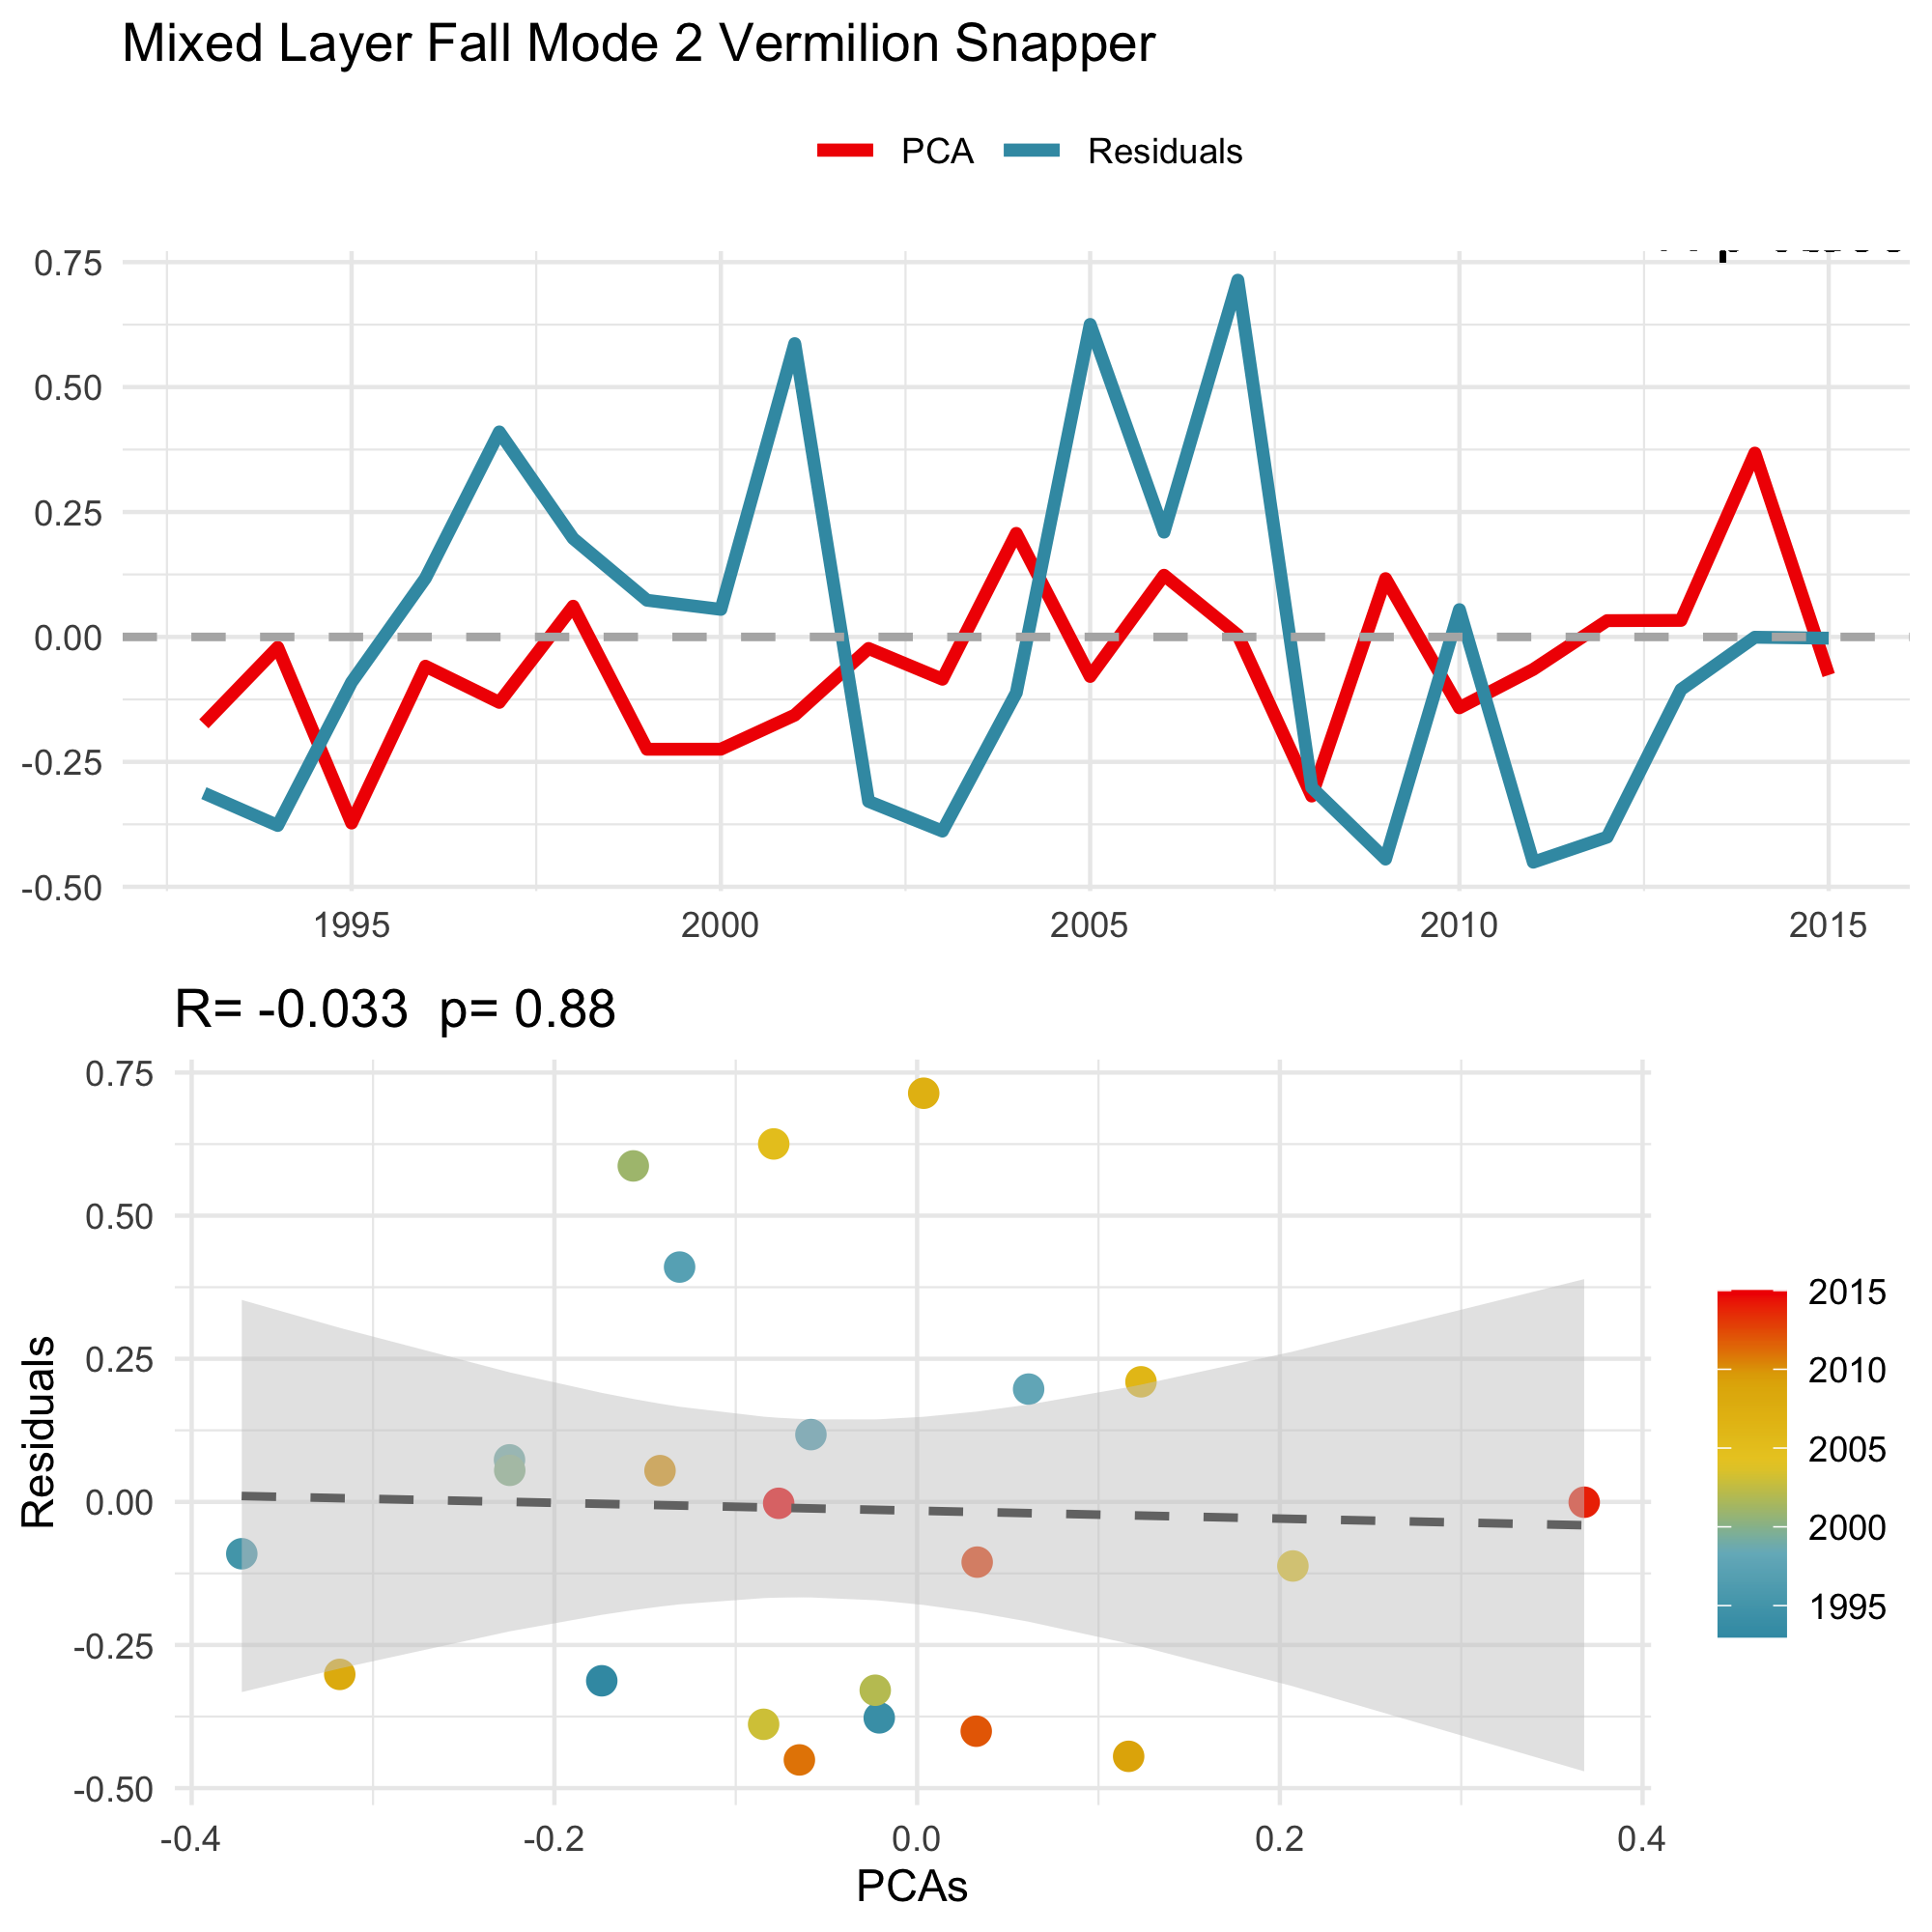 Mixed Layer Fall Mode 2 Vermilion Snapper
PCA Residuals
0.75
0.50
0.25
0.00
-0.25
-0.50
1995 2000 2005 2010 2015
R= -0.033 p= 0.88
Residuals
0.75
0.50
0.25
0.00
-0.25
-0.50
-0.4 -0.2 0.0 0.2 0.4
PCAs
2015
2010
2005
2000
1995